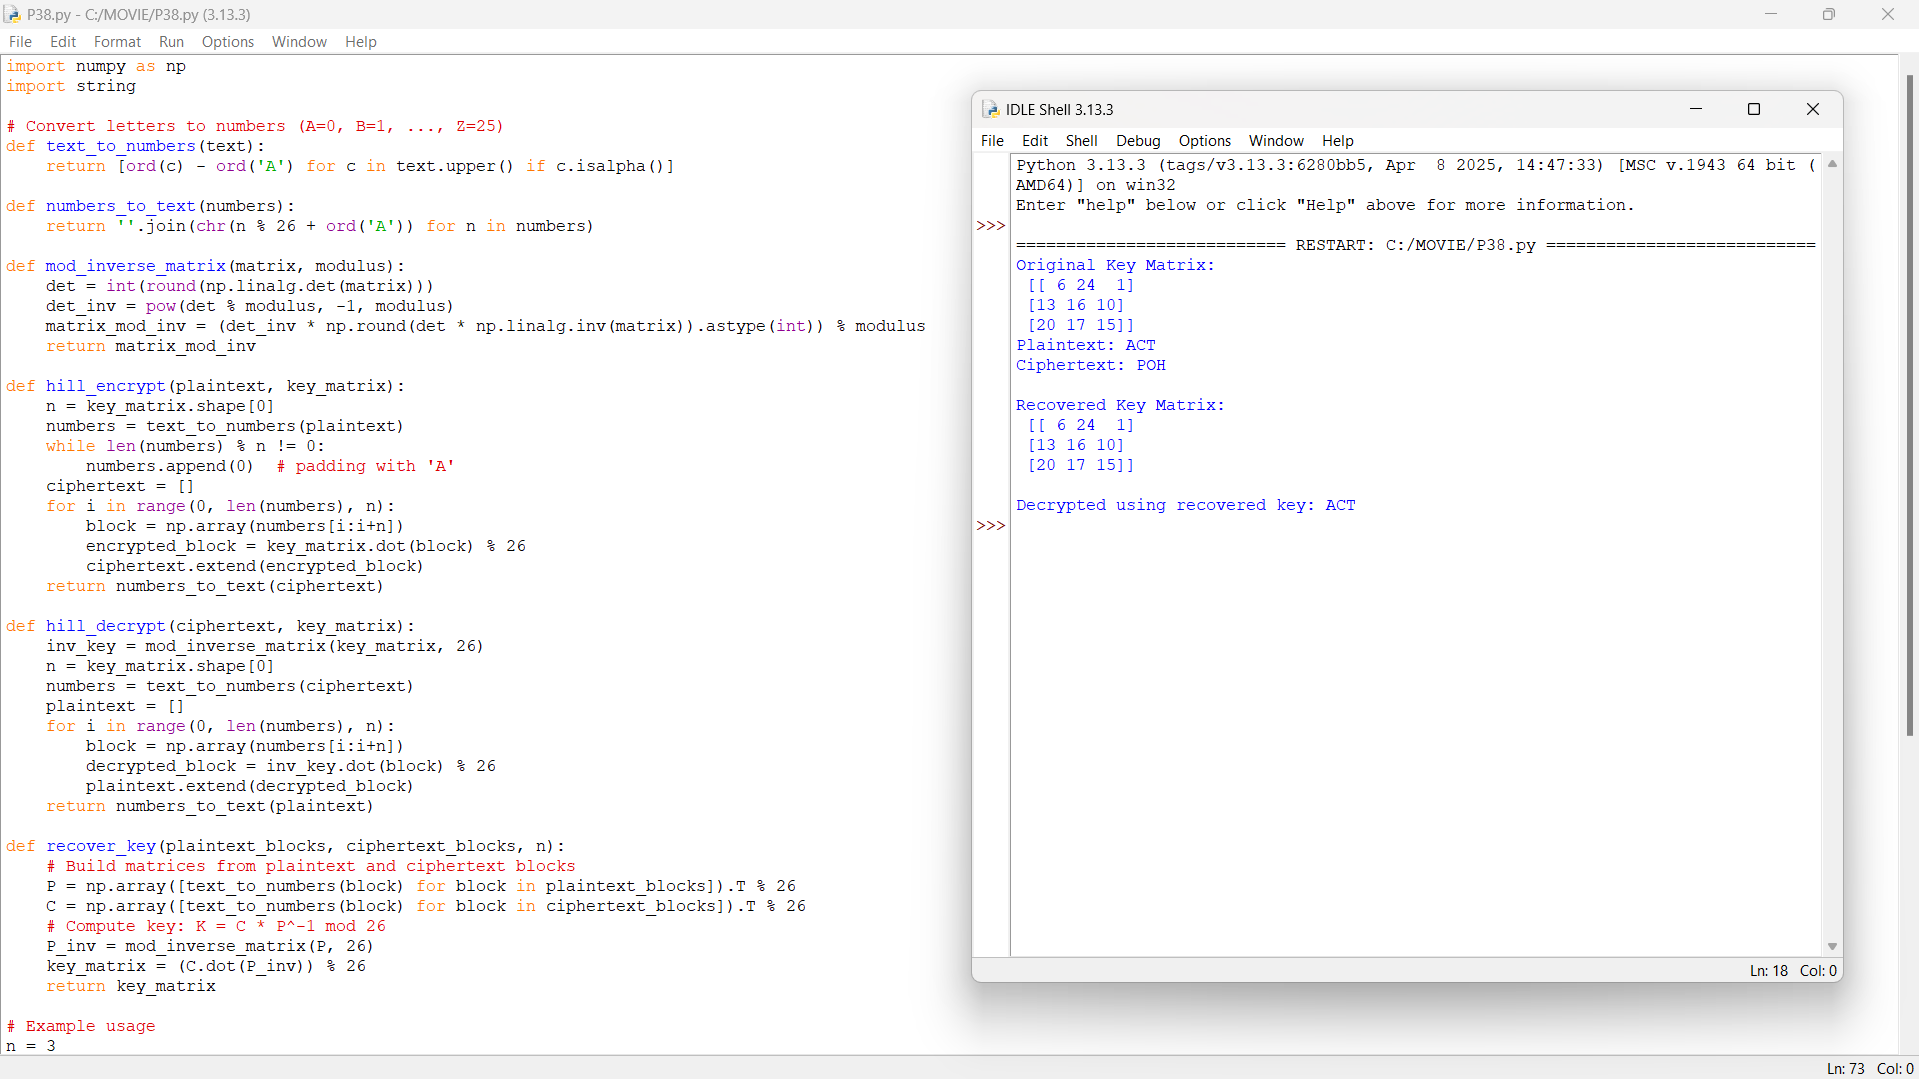 P38.py - C:/MOVIE/P38.py (3.13.3)
File Edit Format Run Options Window Help
import numpy as np
import string

# Convert letters to numbers (A=0, B=1, ..., Z=25)
def text_to_numbers(text):
    return [ord(c) - ord('A') for c in text.upper() if c.isalpha()]

def numbers_to_text(numbers):
    return ''.join(chr(n % 26 + ord('A')) for n in numbers)

def mod_inverse_matrix(matrix, modulus):
    det = int(round(np.linalg.det(matrix)))
    det_inv = pow(det % modulus, -1, modulus)
    matrix_mod_inv = (det_inv * np.round(det * np.linalg.inv(matrix)).astype(int)) % modulus
    return matrix_mod_inv

def hill_encrypt(plaintext, key_matrix):
    n = key_matrix.shape[0]
    numbers = text_to_numbers(plaintext)
    while len(numbers) % n != 0:
        numbers.append(0)  # padding with 'A'
    ciphertext = []
    for i in range(0, len(numbers), n):
        block = np.array(numbers[i:i+n])
        encrypted_block = key_matrix.dot(block) % 26
        ciphertext.extend(encrypted_block)
    return numbers_to_text(ciphertext)

def hill_decrypt(ciphertext, key_matrix):
    inv_key = mod_inverse_matrix(key_matrix, 26)
    n = key_matrix.shape[0]
    numbers = text_to_numbers(ciphertext)
    plaintext = []
    for i in range(0, len(numbers), n):
        block = np.array(numbers[i:i+n])
        decrypted_block = inv_key.dot(block) % 26
        plaintext.extend(decrypted_block)
    return numbers_to_text(plaintext)

def recover_key(plaintext_blocks, ciphertext_blocks, n):
    # Build matrices from plaintext and ciphertext blocks
    P = np.array([text_to_numbers(block) for block in plaintext_blocks]).T % 26
    C = np.array([text_to_numbers(block) for block in ciphertext_blocks]).T % 26
    # Compute key: K = C * P^-1 mod 26
    P_inv = mod_inverse_matrix(P, 26)
    key_matrix = (C.dot(P_inv)) % 26
    return key_matrix

# Example usage
n = 3
Ln: 73 Col: 0
IDLE Shell 3.13.3
File Edit Shell Debug Options Window Help
Python 3.13.3 (tags/v3.13.3:6280bb5, Apr  8 2025, 14:47:33) [MSC v.1943 64 bit (
AMD64)] on win32
Enter "help" below or click "Help" above for more information.
>>>
=========================== RESTART: C:/MOVIE/P38.py ===========================
Original Key Matrix:
 [[ 6 24  1]
 [13 16 10]
 [20 17 15]]
Plaintext: ACT
Ciphertext: POH

Recovered Key Matrix:
 [[ 6 24  1]
 [13 16 10]
 [20 17 15]]

Decrypted using recovered key: ACT
>>>
Ln: 18 Col: 0